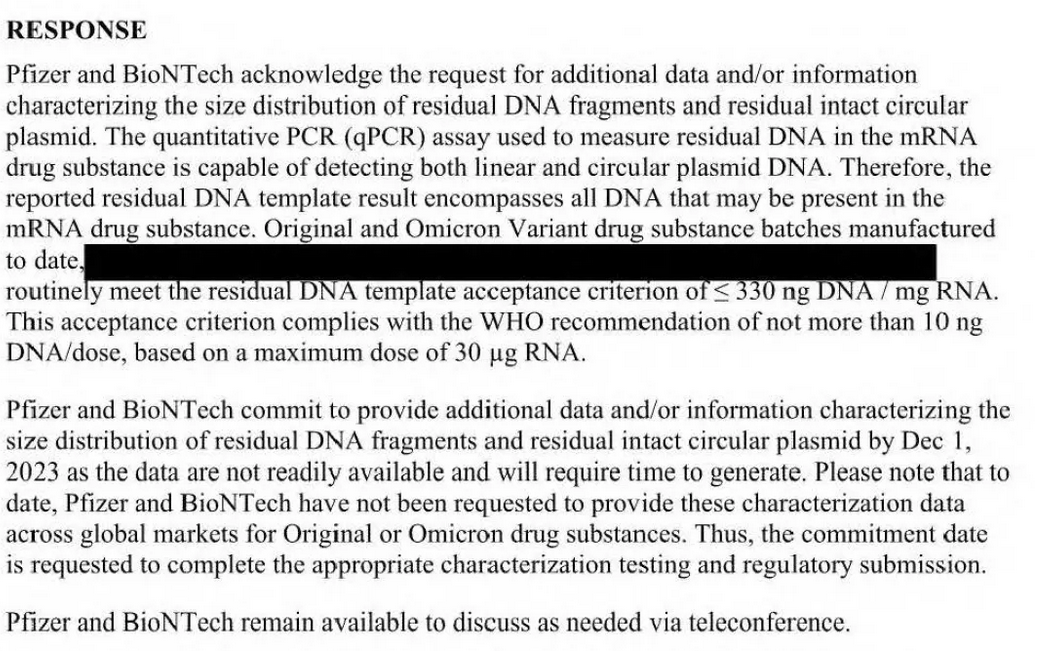 RESPONSE
Pfizer and BioNTech acknowledge the request for additional data and/or information
characterizing the size distribution of residual DNA fragments and residual intact circular
plasmid. The quantitative PCR (qPCR) assay used to measure residual DNA in the mRNA
drug substance is capable of detecting both linear and circular plasmid DNA. Therefore, the
reported residual DNA template result encompasses all DNA that may be present in the
mRNA drug substance. Original and Omicron Variant drug substance batches manufactured
to date,
routinely meet the residual DNA template acceptance criterion of ≤ 330 ng DNA / mg RNA.
This acceptance criterion complies with the WHO recommendation of not more than 10 ng
DNA/dose, based on a maximum dose of 30 µg RNA.
Pfizer and BioNTech commit to provide additional data and/or information characterizing the
size distribution of residual DNA fragments and residual intact circular plasmid by Dec 1,
2023 as the data are not readily available and will require time to generate. Please note that to
date, Pfizer and BioNTech have not been requested to provide these characterization data
across global markets for Original or Omicron drug substances. Thus, the commitment date
is requested to complete the appropriate characterization testing and regulatory submission.
Pfizer and BioNTech remain available to discuss as needed via teleconference.